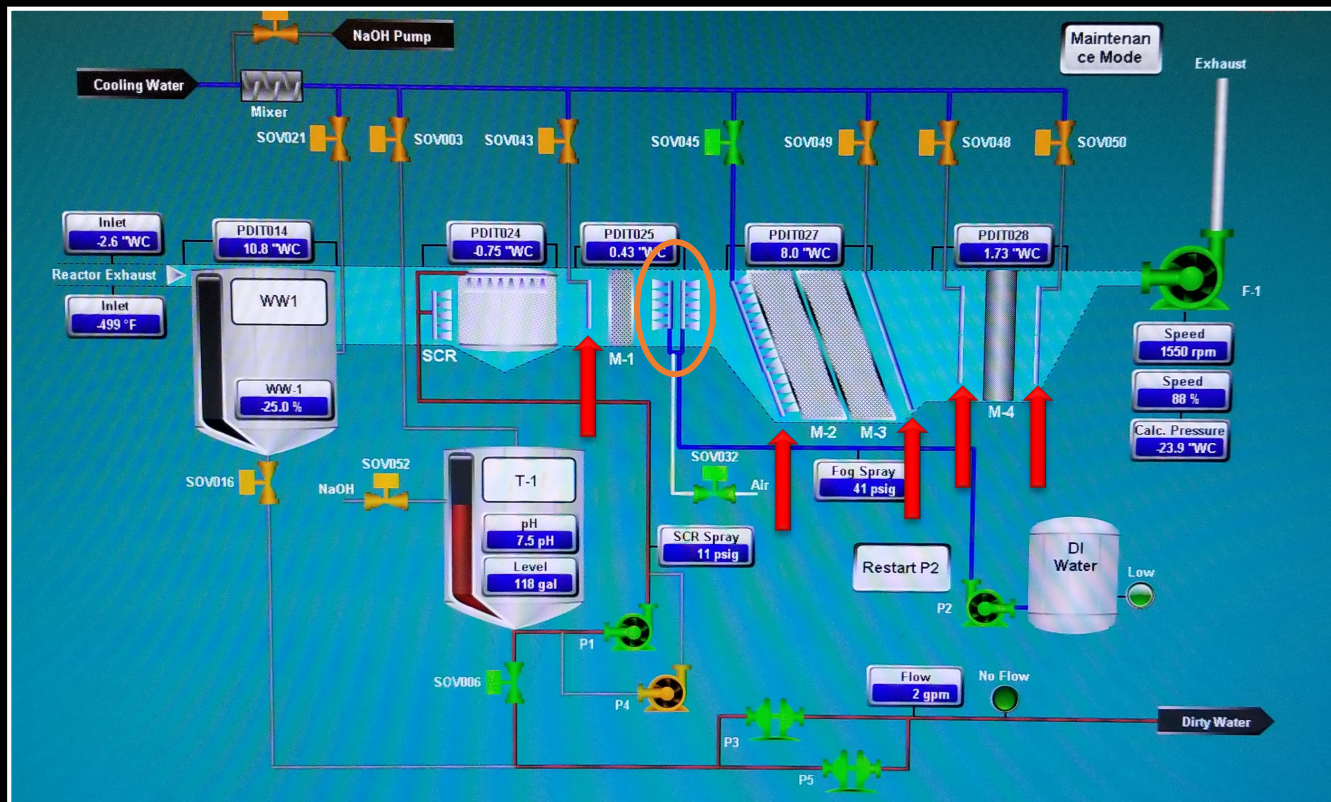 NaOH Pump
Maintenan
ce Mode
Exhaust
Cooling Water
Mixer
SOV021
SOV003
SOV043
SOV045
SOV049
SOV048
SOV050
Inlet
-2.6 "WC
PDIT014
10.8 "WC
PDIT024
-0.75 "WC
PDIT025
0.43 "WC
PDIT027
8.0 "WC
PDIT028
1.73 "WC
Reactor Exhaust
Inlet
-499 °F
WW1
WW-1
-25.0 %
SCR
M-1
M-2
M-3
M-4
F-1
Speed
1550 rpm
Speed
88 %
Calc. Pressure
-23.9 "WC
SOV016
SOV052
NaOH
T-1
pH
7.5 pH
Level
118 gal
SOV032
Air
Fog Spray
41 psig
SCR Spray
11 psig
Restart P2
DI
Water
Low
P2
P1
SOV006
P4
Flow
2 gpm
No Flow
P3
P5
Dirty Water